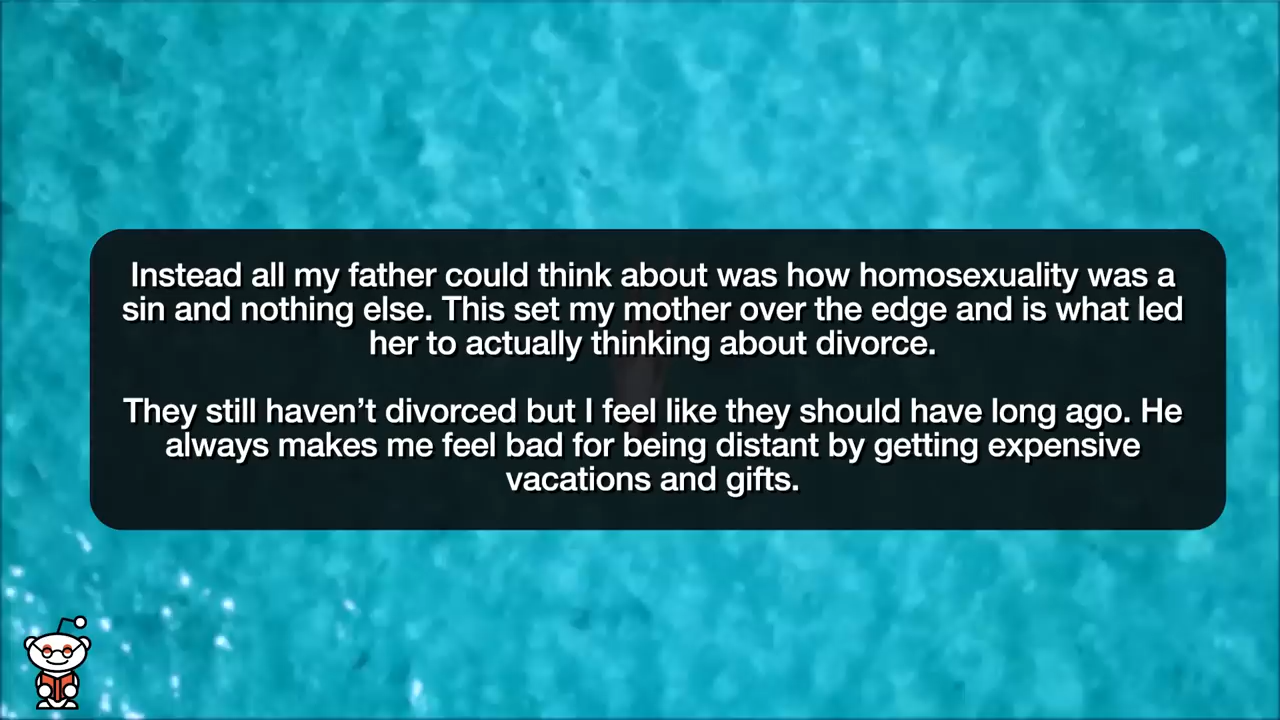 Instead all my father could think about was how homosexuality was a
sin and nothing else. This set my mother over the edge and is what led
her to actually thinking about divorce.
They still haven’t divorced but I feel like they should have long ago. He
always makes me feel bad for being distant by getting expensive
vacations and gifts.